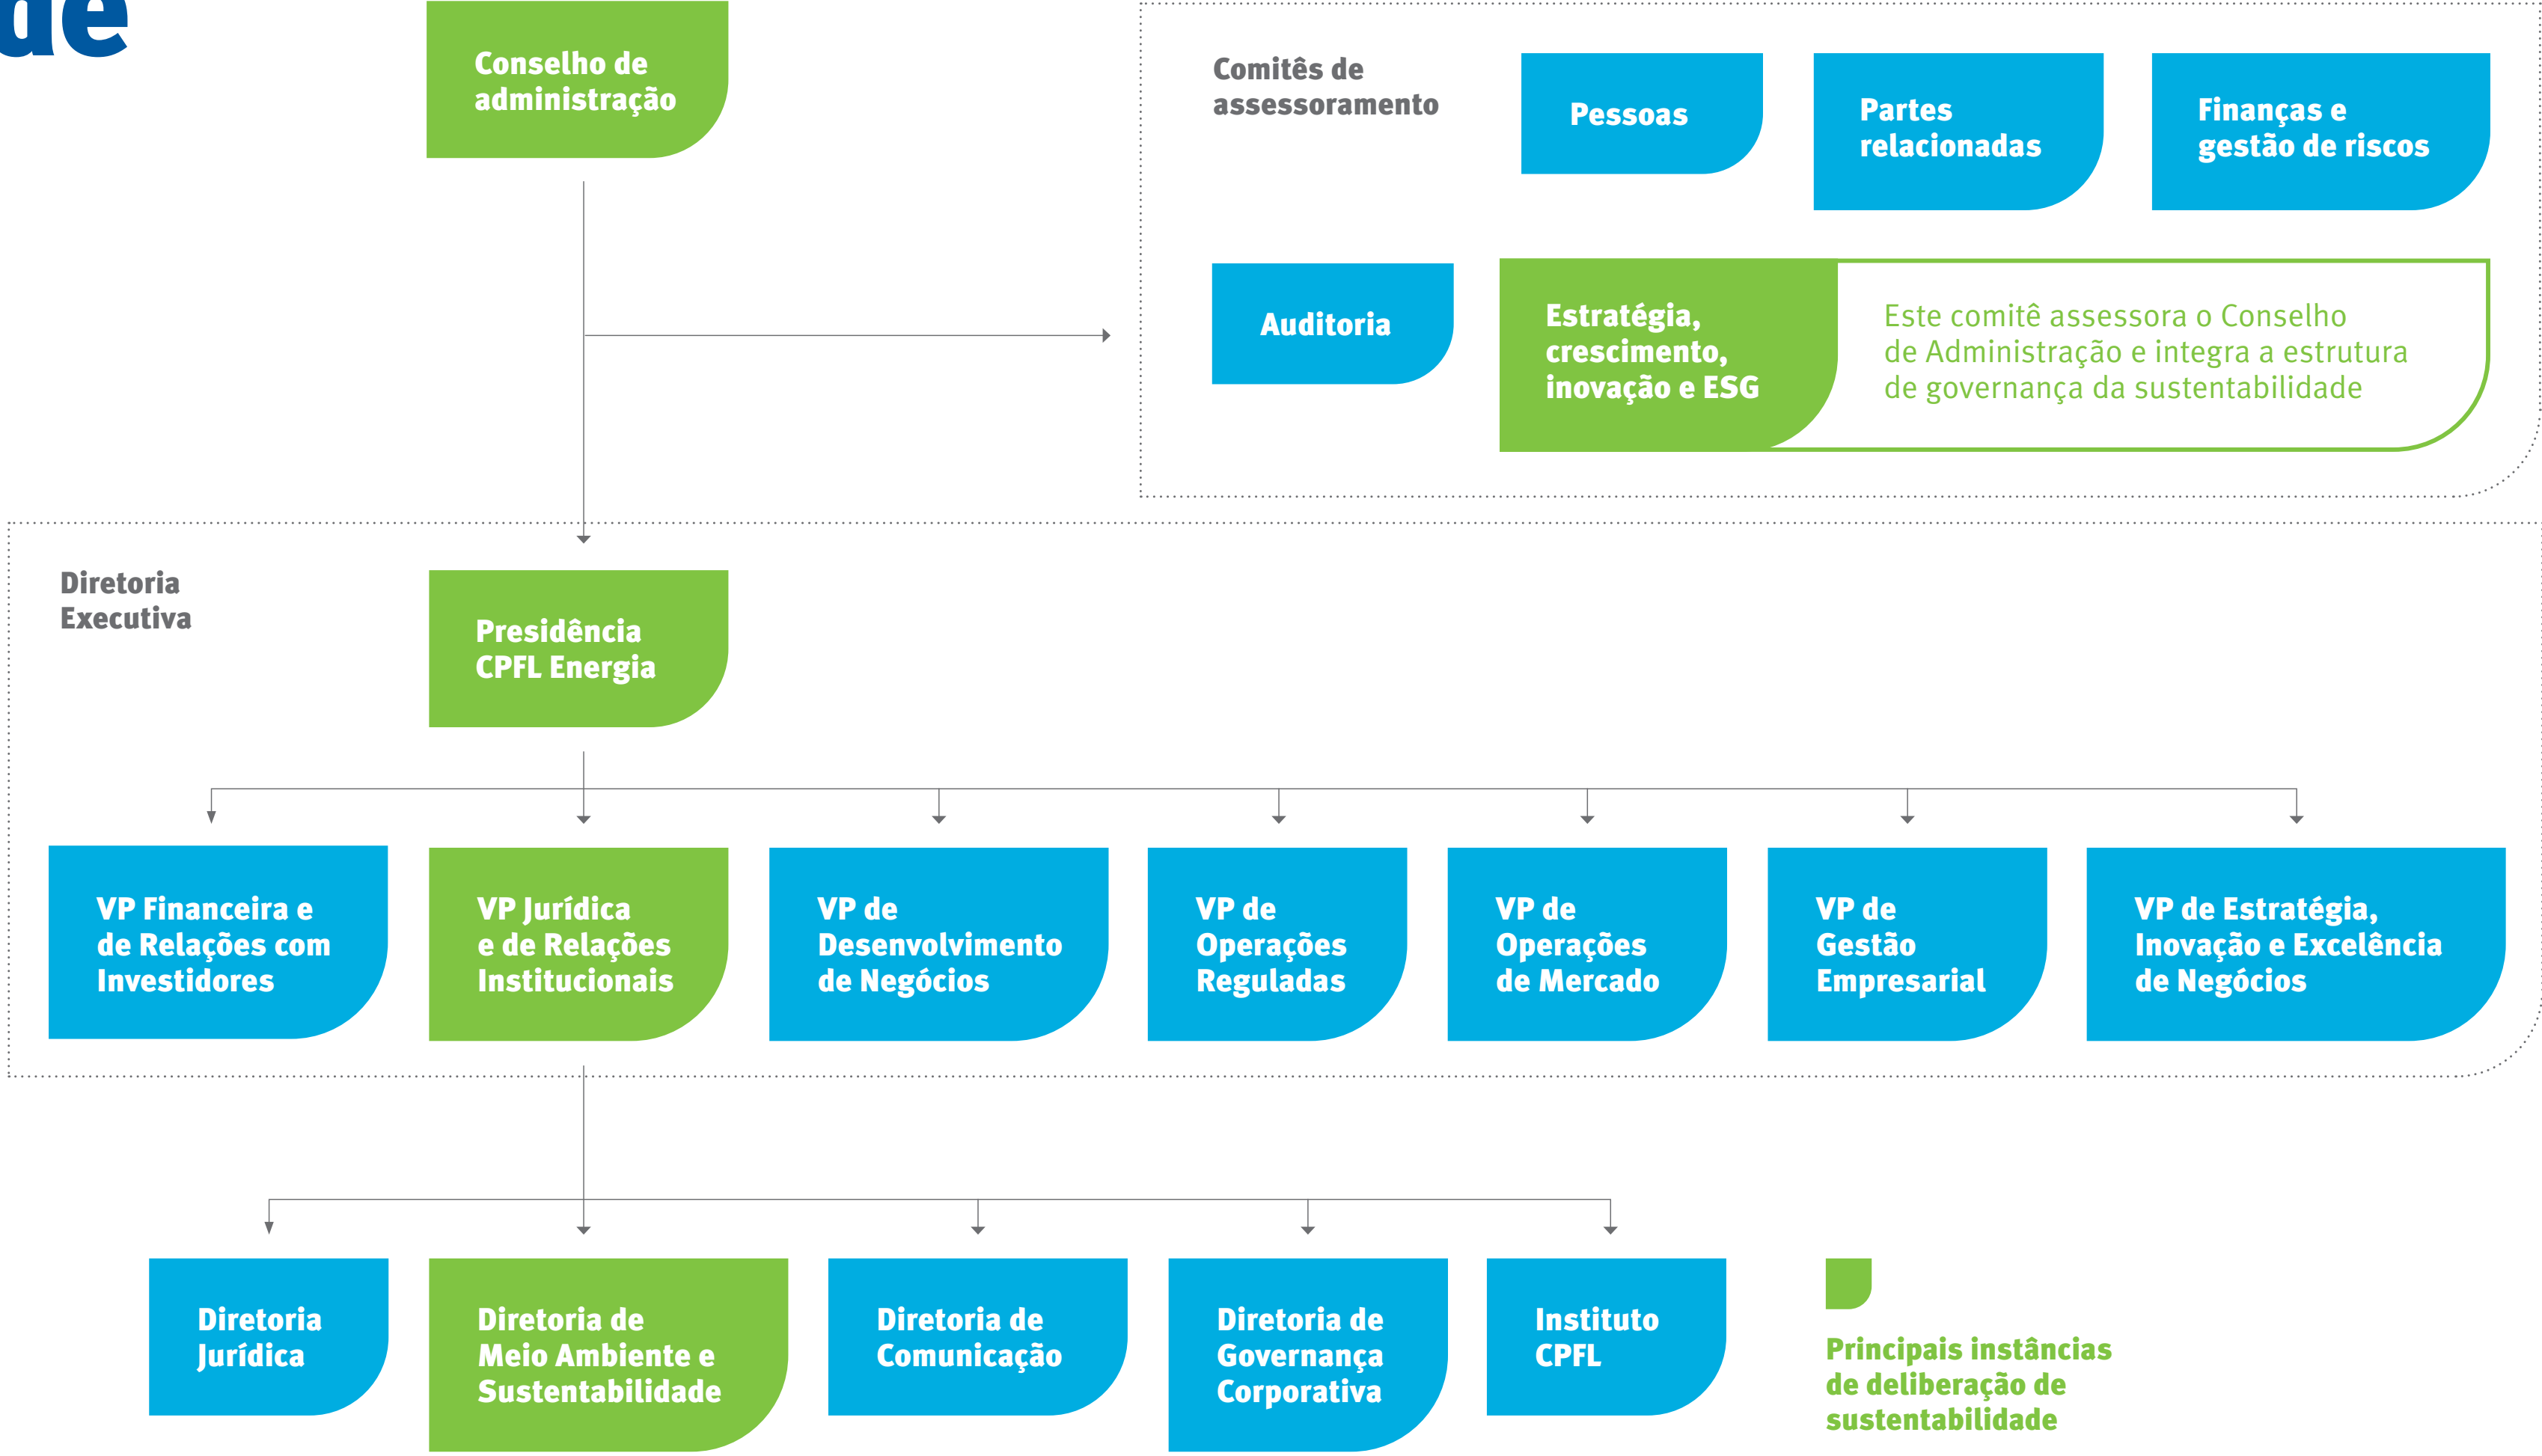 de
Conselho de
administração
Comitês de
assessoramento
Pessoas
Partes
relacionadas
Finanças e
gestão de riscos
Auditoria
Estratégia,
crescimento,
inovação e ESG
Este comitê assessora o Conselho
de Administração e integra a estrutura
de governança da sustentabilidade
Diretoria
Executiva
Presidência
CPFL Energia
VP Financeira e
de Relações com
Investidores
VP Jurídica
e de Relações
Institucionais
VP de
Desenvolvimento
de Negócios
VP de
Operações
Reguladas
VP de
Operações
de Mercado
VP de
Gestão
Empresarial
VP de Estratégia,
Inovação e Excelência
de Negócios
Diretoria
Jurídica
Diretoria de
Meio Ambiente e
Sustentabilidade
Diretoria de
Comunicação
Diretoria de
Governança
Corporativa
Instituto
CPFL
Principais instâncias
de deliberação de
sustentabilidade